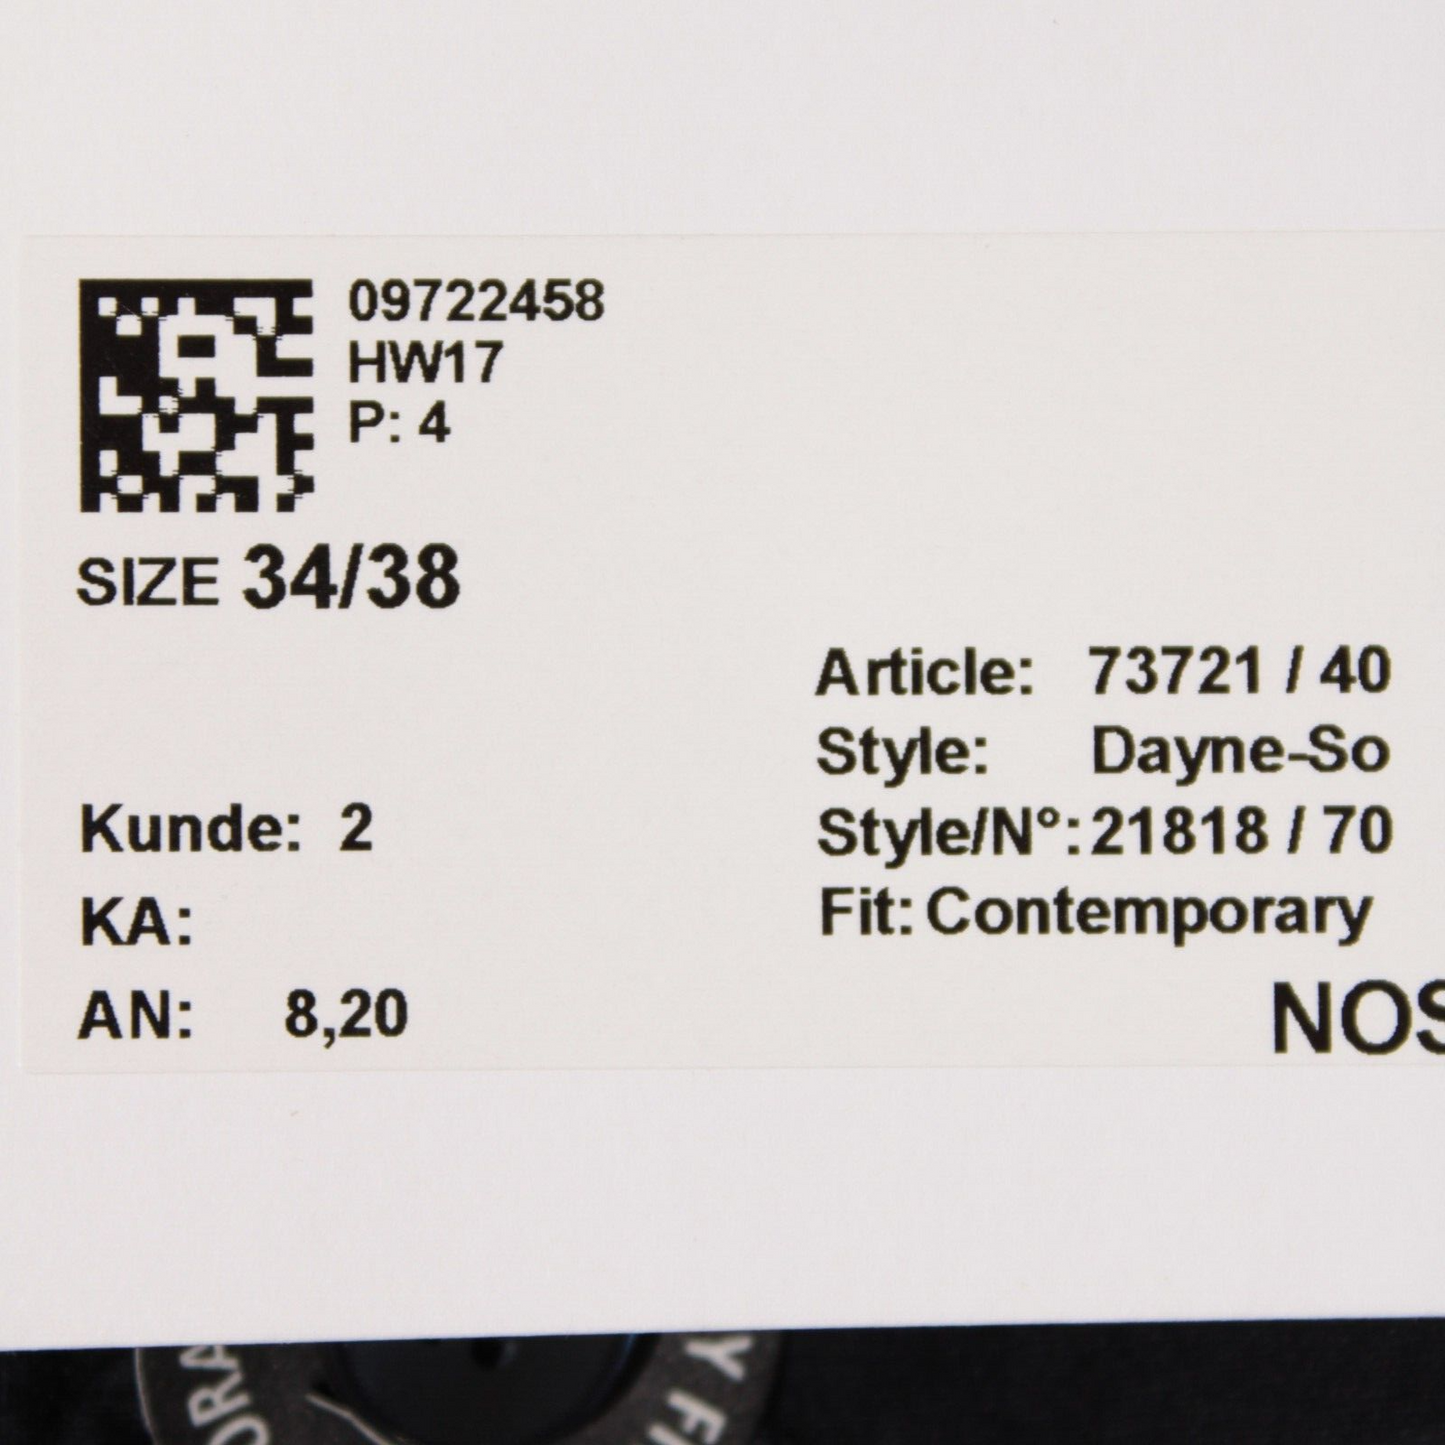 09722458
HW17
P: 4
SIZE 34/38
Article: 73721 / 40
Style: Dayne-So
Kunde: 2
Style/N°: 21818 / 70
KA:
Fit: Contemporary
AN: 8,20
NOS